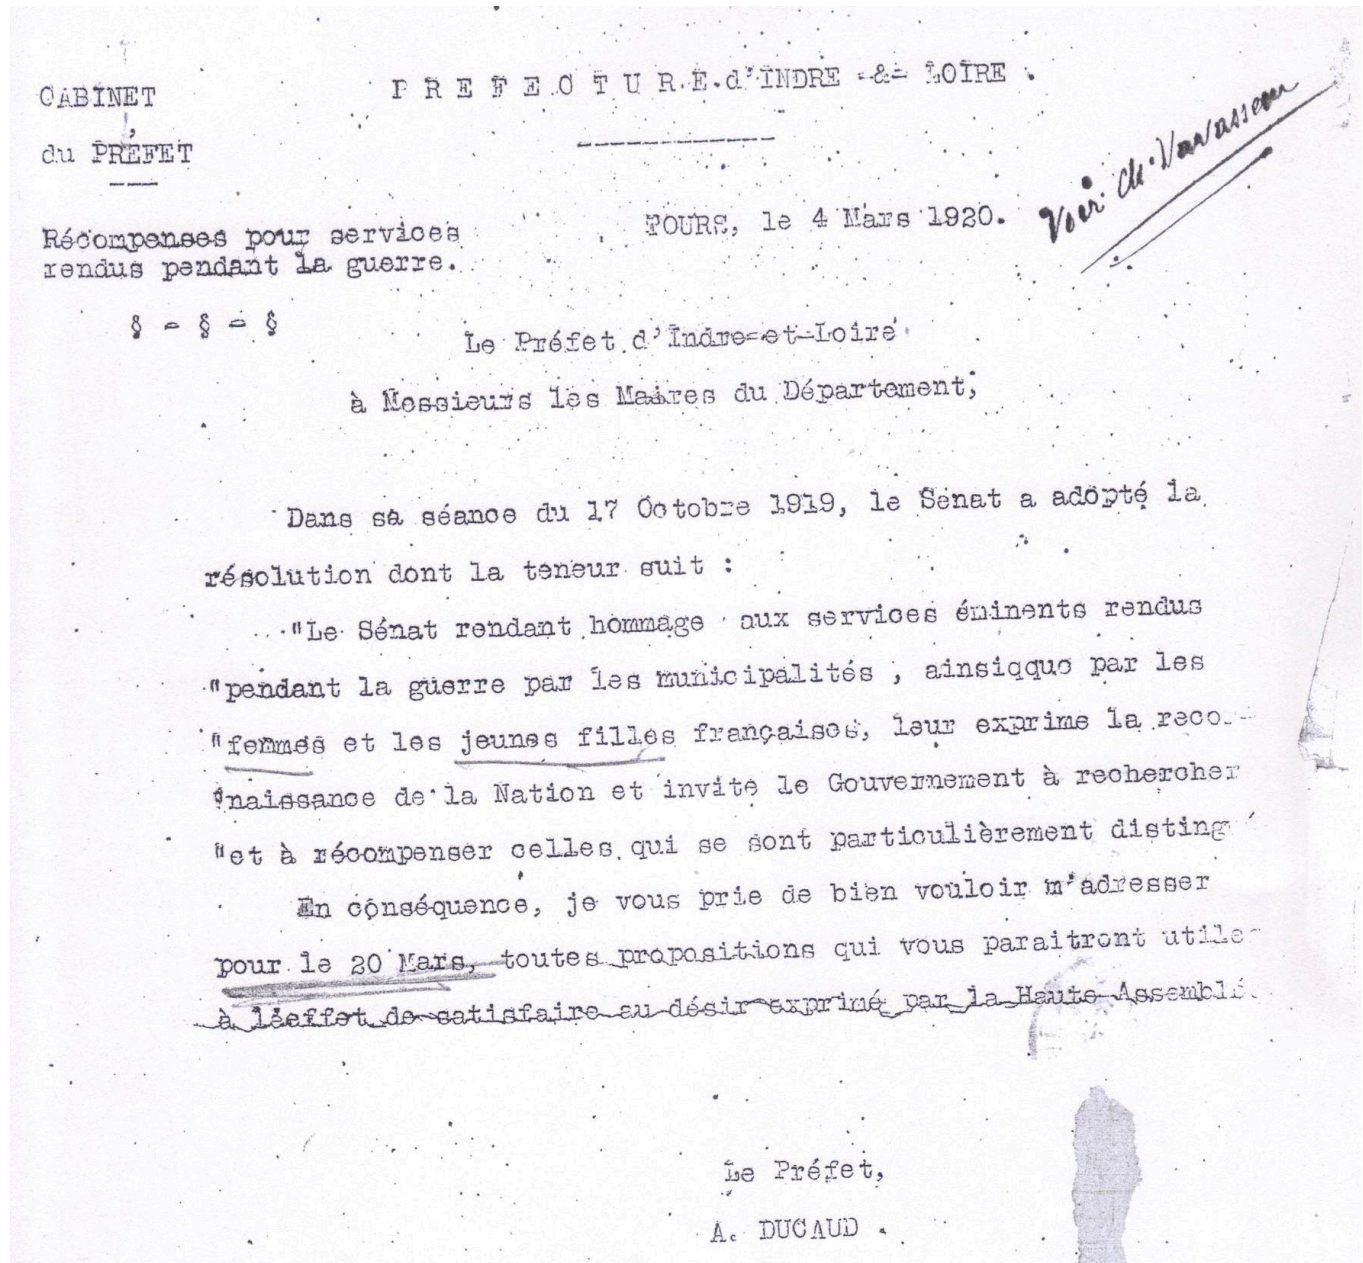 CABINET
du PRÉFET
PREFECTURE d'INDRE -&- LOIRE.
Voir M. Vavasseur
Récompenses pour services
rendus pendant la guerre.
§ - § - §
TOURS, le 4 Mars 1920.
Le Préfet d'Indre-et-Loire
à Messieurs les Maires du Département,
Dans sa séance du 17 Octobre 1919, le Sénat a adopté la
résolution dont la teneur suit :
"Le Sénat rendant hommage aux services éminents rendus
"pendant la guerre par les municipalités, ainsiqque par les
"femmes et les jeunes filles françaises, leur exprime la recon-
"naissance de la Nation et invite le Gouvernement à rechercher
"et à récompenser celles qui se sont particulièrement disting
En conséquence, je vous prie de bien vouloir m'adresser
pour le 20 Mars, toutes propositions qui vous paraitront utiles
à l'effet de satisfaire au désir exprimé par la Haute Assemblé
Le Préfet,
A. DUCAUD.